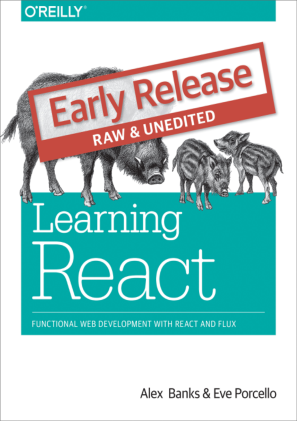 O'REILLY®
Early Release
RAW & UNEDITED
Learning
React
FUNCTIONAL WEB DEVELOPMENT WITH REACT AND FLUX
Alex Banks & Eve Porcello